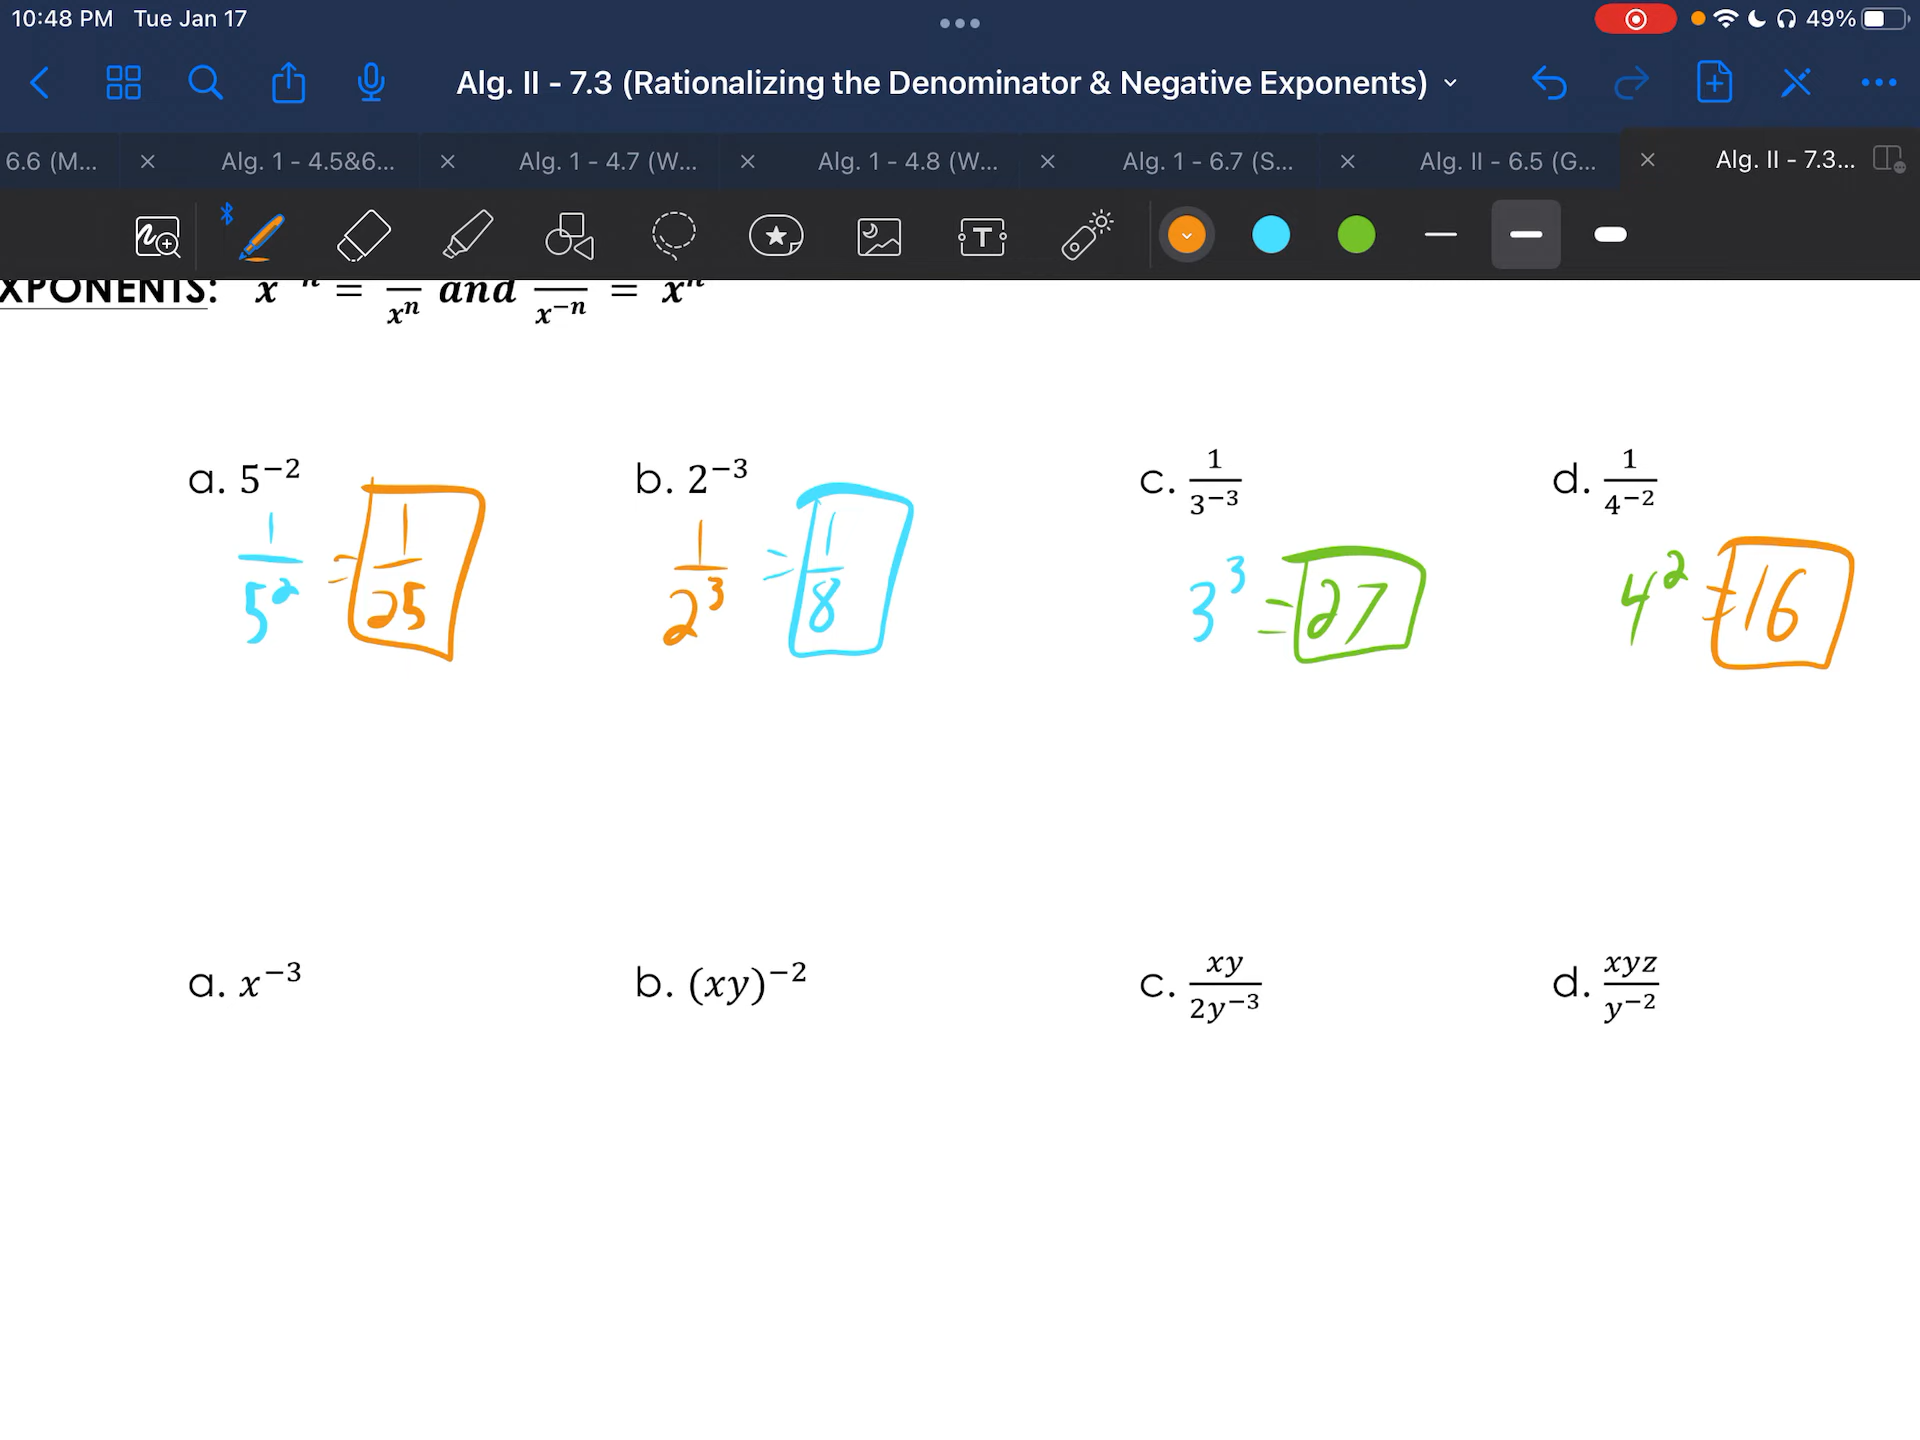 10:48 PM Tue Jan 17
49%
Alg. II - 7.3 (Rationalizing the Denominator & Negative Exponents)
6.6 (M... Alg. 1 - 4.5&6... Alg. 1 - 4.7 (W... Alg. 1 - 4.8 (W... Alg. 1 - 6.7 (S... Alg. II - 6.5 (G... Alg. II - 7.3...
XPONENTS: x⁻ⁿ = —/xⁿ and —/x⁻ⁿ = xⁿ
a. 5⁻² b. 2⁻³ c. 1/3⁻³ d. 1/4⁻²
1/5² = 1/25 1/2³ = 1/8 3³ = 27 4² = 16
a. x⁻³ b. (xy)⁻² c. xy/2y⁻³ d. xyz/y⁻²